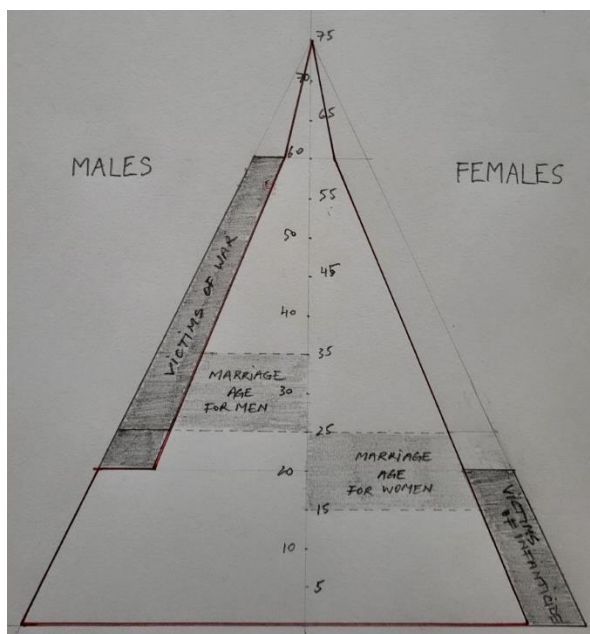 75
70
65
MALES
60
FEMALES
55
50
VICTIMS OF WAR
45
40
35
MARRIAGE
AGE
FOR MEN
30
25
MARRIAGE
AGE
FOR WOMEN
20
VICTIMS
OF INFANTICIDE
15
10
5